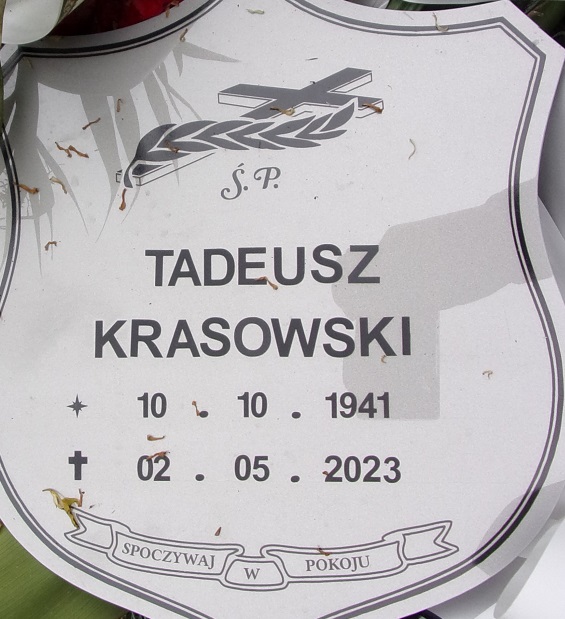 Ś.P.
TADEUSZ
KRASOWSKI
10 . 10 . 1941
02 . 05 . 2023
SPOCZYWAJ W POKOJU